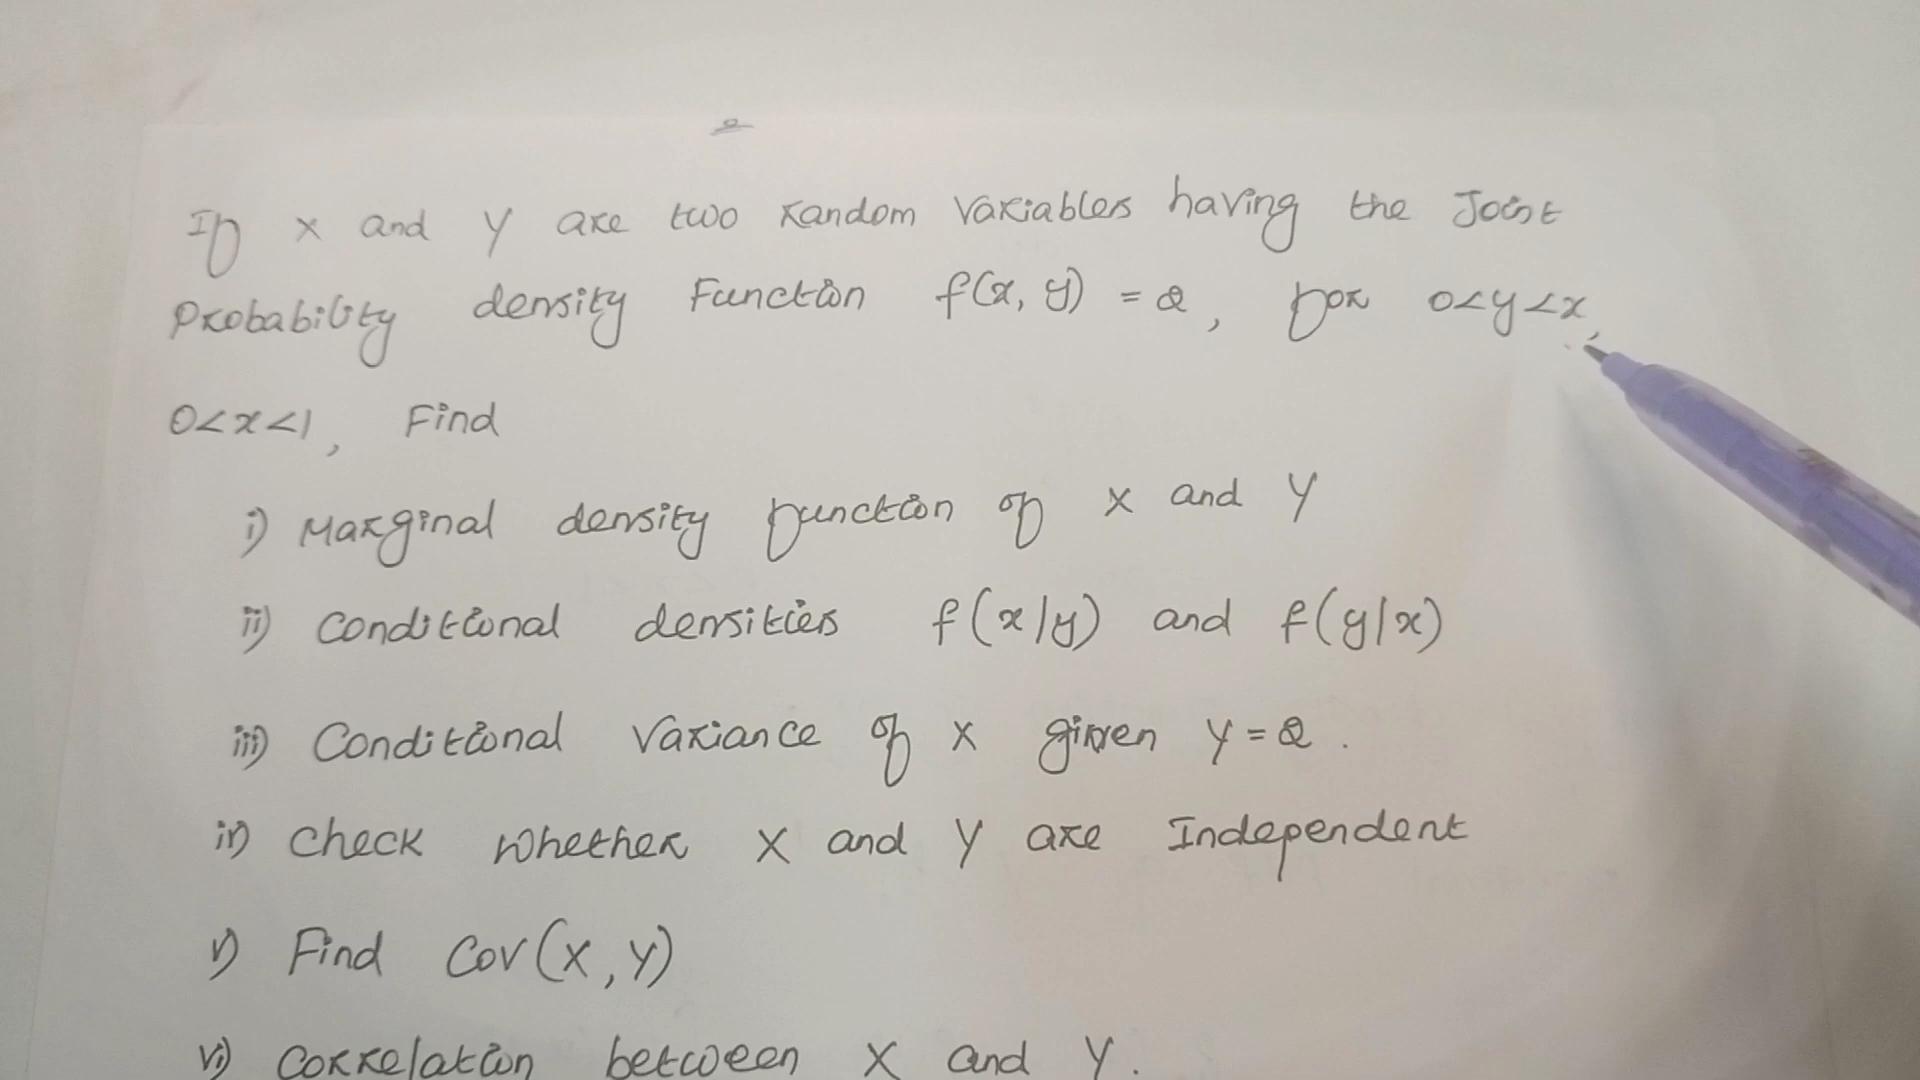 If X and Y are two random variables having the Joint
Probability density Function f(x, y) = 2, for 0<y<x,
0<x<1, Find
i) Marginal density function of X and Y
ii) Conditional densities f(x/y) and f(y/x)
iii) Conditional Variance of X given Y=2.
iv) Check whether X and Y are Independent
v) Find Cov(X, Y)
vi) Correlation between X and Y.